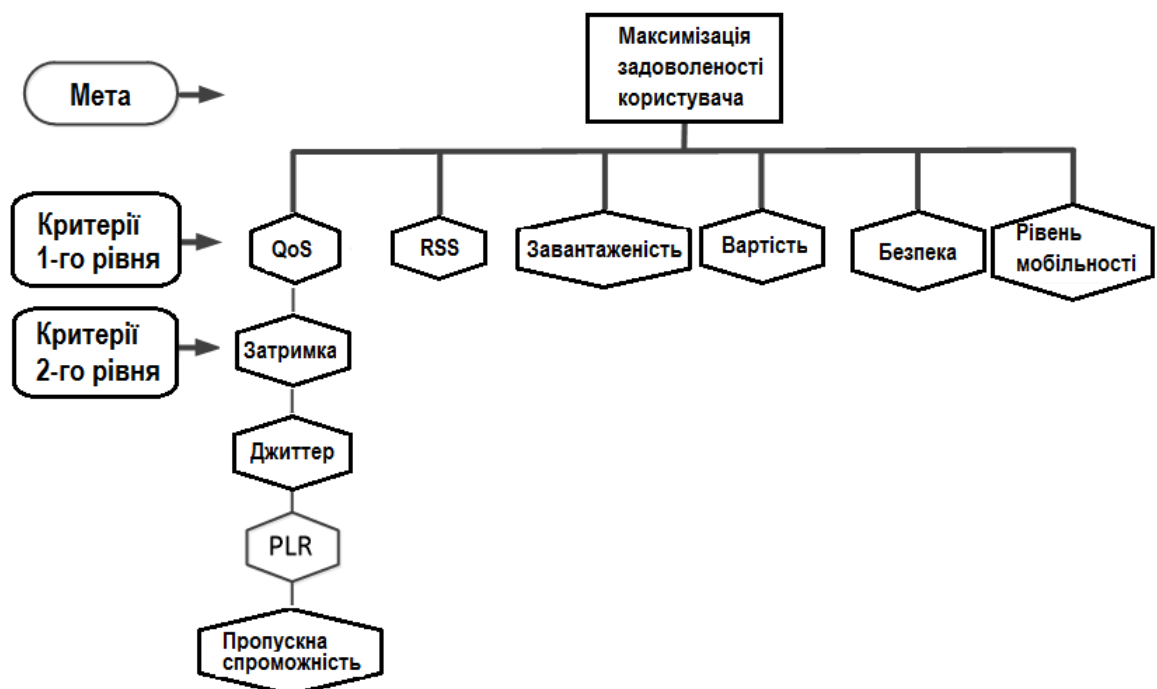 Максимізація
задоволеності
користувача
Мета
Критерії
1-го рівня
QoS
RSS
Завантаженість
Вартість
Безпека
Рівень
мобільності
Критерії
2-го рівня
Затримка
Джиттер
PLR
Пропускна
спроможність